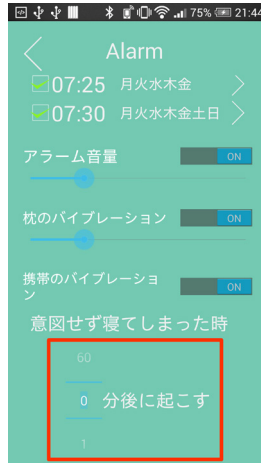 75% 21:44
Alarm
07:25 月火水木金
07:30 月火水木金土日
アラーム音量 ON
枕のバイブレーション ON
携帯のバイブレーショ
ン ON
意図せず寝てしまった時
60
0 分後に起こす
1